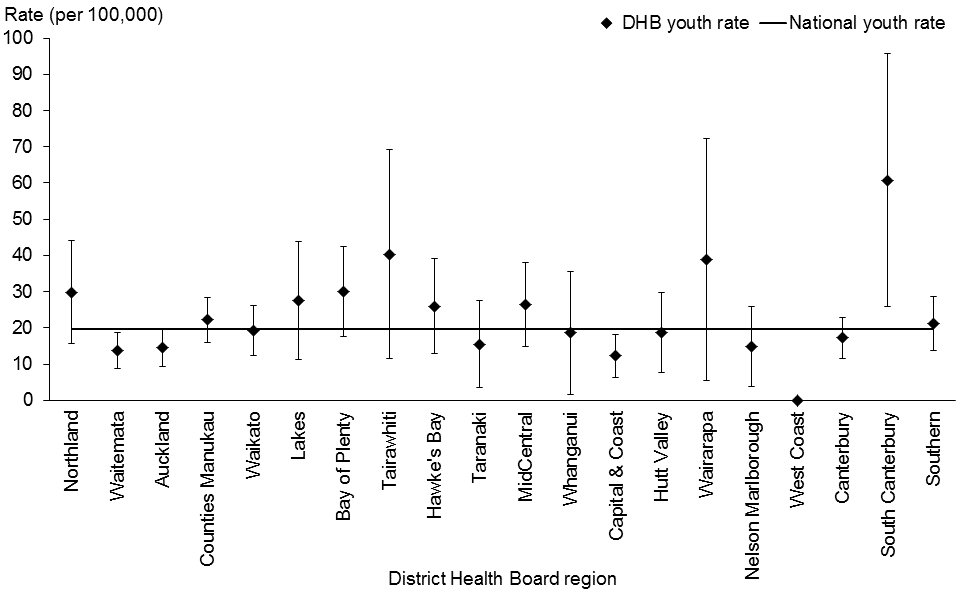 Rate (per 100,000)
DHB youth rate
National youth rate
100
90
80
70
60
50
40
30
20
10
0
Northland
Waitemata
Auckland
Counties Manukau
Waikato
Lakes
Bay of Plenty
Tairawhiti
Hawke's Bay
Taranaki
MidCentral
Whanganui
Capital & Coast
Hutt Valley
Wairarapa
Nelson Marlborough
West Coast
Canterbury
South Canterbury
Southern
District Health Board region